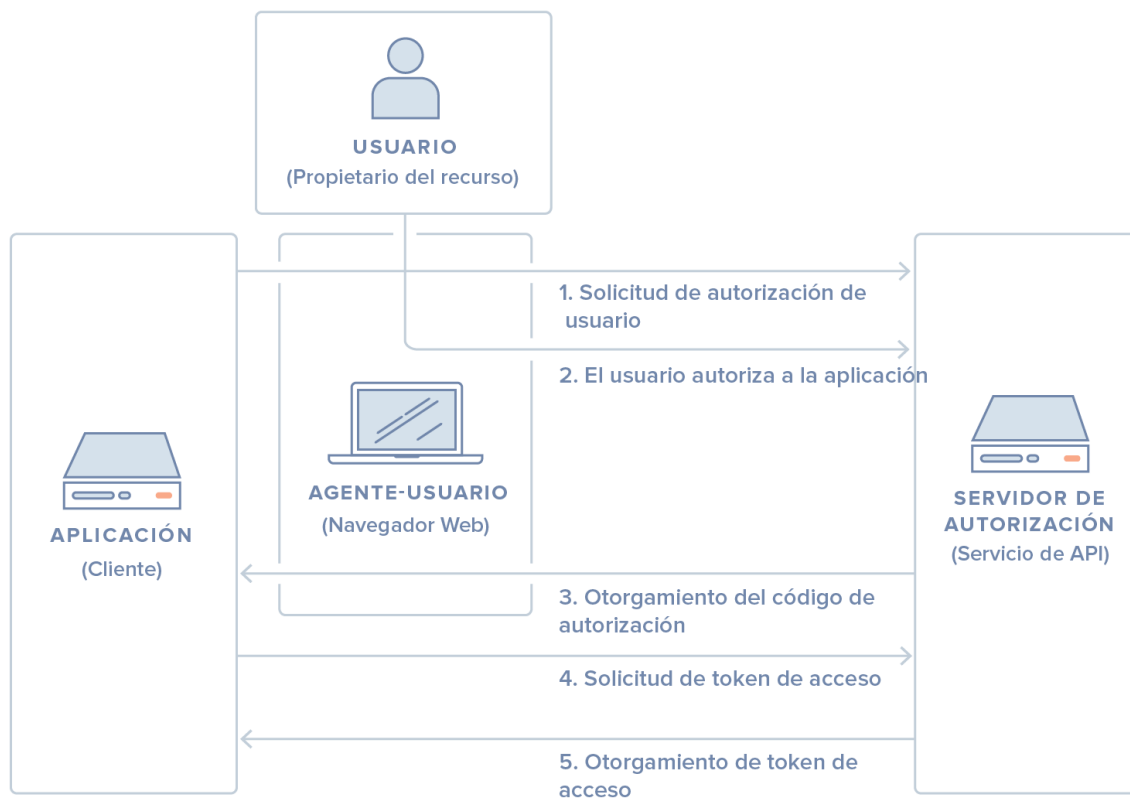 USUARIO
(Propietario del recurso)
1. Solicitud de autorización de
usuario
2. El usuario autoriza a la aplicación
AGENTE-USUARIO
(Navegador Web)
APLICACIÓN
(Cliente)
SERVIDOR DE
AUTORIZACIÓN
(Servicio de API)
3. Otorgamiento del código de
autorización
4. Solicitud de token de acceso
5. Otorgamiento de token de
acceso